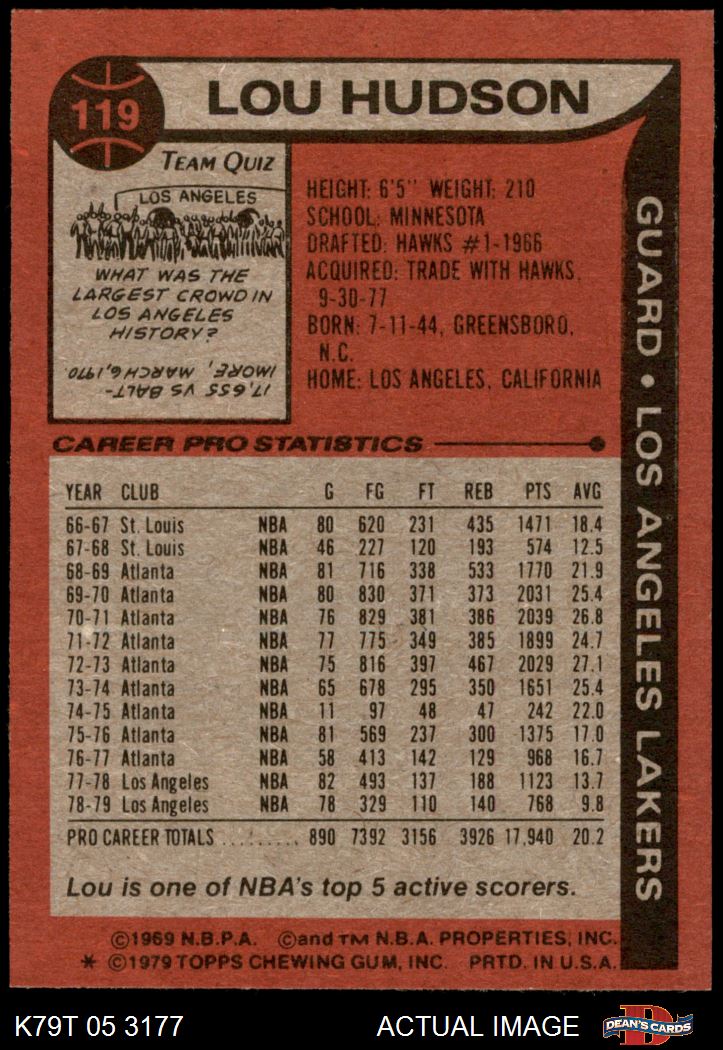 119
LOU HUDSON
TEAM QUIZ
LOS ANGELES
WHAT WAS THE
LARGEST CROWD IN
LOS ANGELES
HISTORY?
17,655 VS BALT-
IMORE, MARCH 6, 1970.
HEIGHT: 6'5" WEIGHT: 210
SCHOOL: MINNESOTA
DRAFTED: HAWKS #1-1966
ACQUIRED: TRADE WITH HAWKS,
9-30-77
BORN: 7-11-44, GREENSBORO,
N.C.
HOME: LOS ANGELES, CALIFORNIA
GUARD • LOS ANGELES LAKERS
CAREER PRO STATISTICS
YEAR CLUB G FG FT REB PTS AVG
66-67 St. Louis NBA 80 620 231 435 1471 18.4
67-68 St. Louis NBA 46 227 120 193 574 12.5
68-69 Atlanta NBA 81 716 338 533 1770 21.9
69-70 Atlanta NBA 80 830 371 373 2031 25.4
70-71 Atlanta NBA 76 829 381 386 2039 26.8
71-72 Atlanta NBA 77 775 349 385 1899 24.7
72-73 Atlanta NBA 75 816 397 467 2029 27.1
73-74 Atlanta NBA 65 678 295 350 1651 25.4
74-75 Atlanta NBA 11 97 48 47 242 22.0
75-76 Atlanta NBA 81 569 237 300 1375 17.0
76-77 Atlanta NBA 58 413 142 129 968 16.7
77-78 Los Angeles NBA 82 493 137 188 1123 13.7
78-79 Los Angeles NBA 78 329 110 140 768 9.8
PRO CAREER TOTALS ......... 890 7392 3156 3926 17,940 20.2
Lou is one of NBA's top 5 active scorers.
©1969 N.B.P.A. ©and TM N.B.A. PROPERTIES, INC.
* ©1979 TOPPS CHEWING GUM, INC. PRTD. IN U.S.A.
K79T 05 3177 ACTUAL IMAGE
D
DEAN'S CARDS